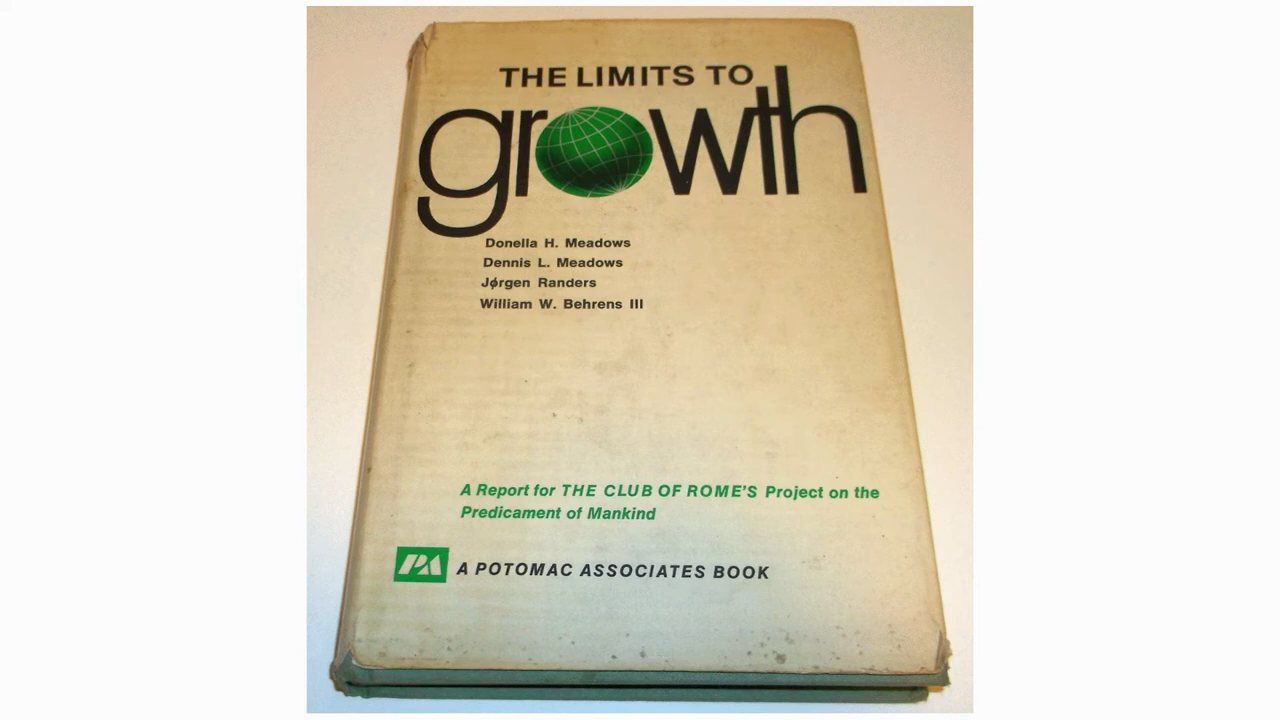 THE LIMITS TO
growth
Donella H. Meadows
Dennis L. Meadows
Jørgen Randers
William W. Behrens III
A Report for THE CLUB OF ROME'S Project on the
Predicament of Mankind
PA A POTOMAC ASSOCIATES BOOK